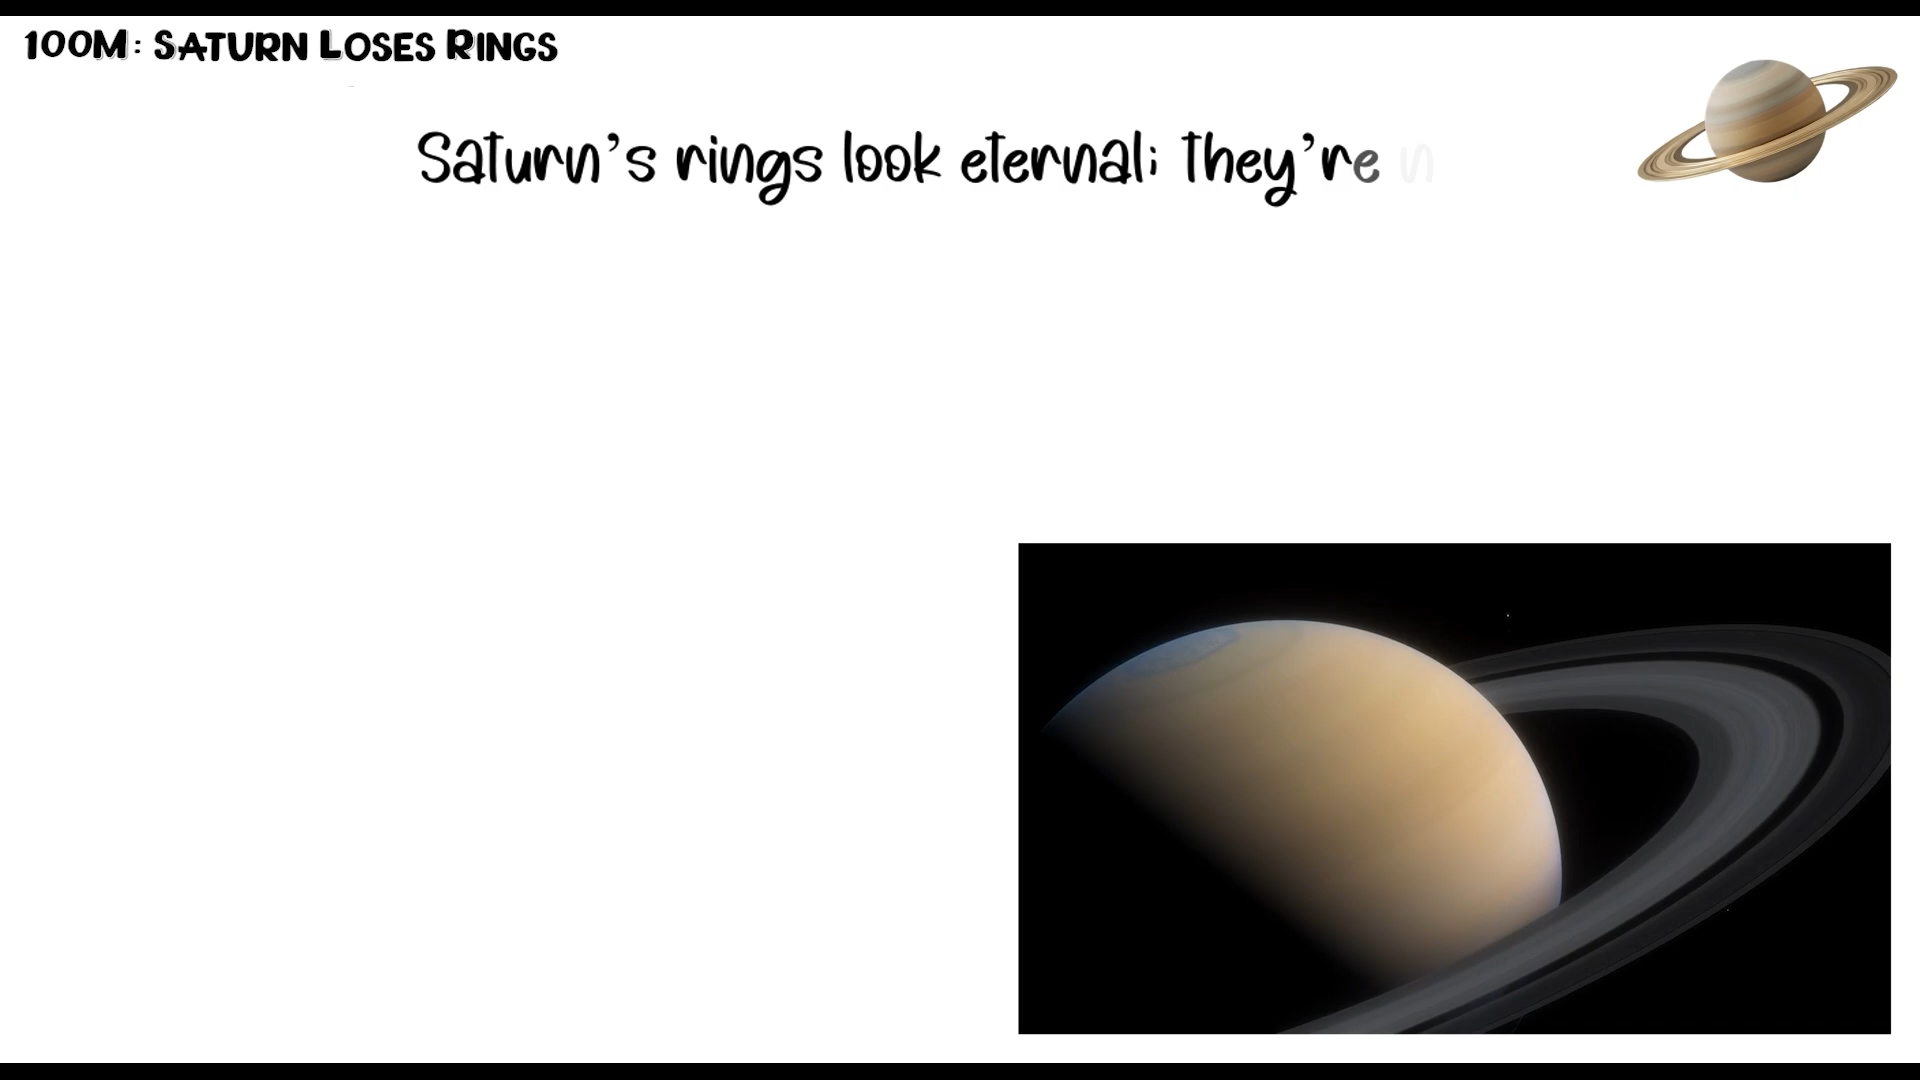 100M: Saturn Loses Rings
Saturn’s rings look eternal; they’re n